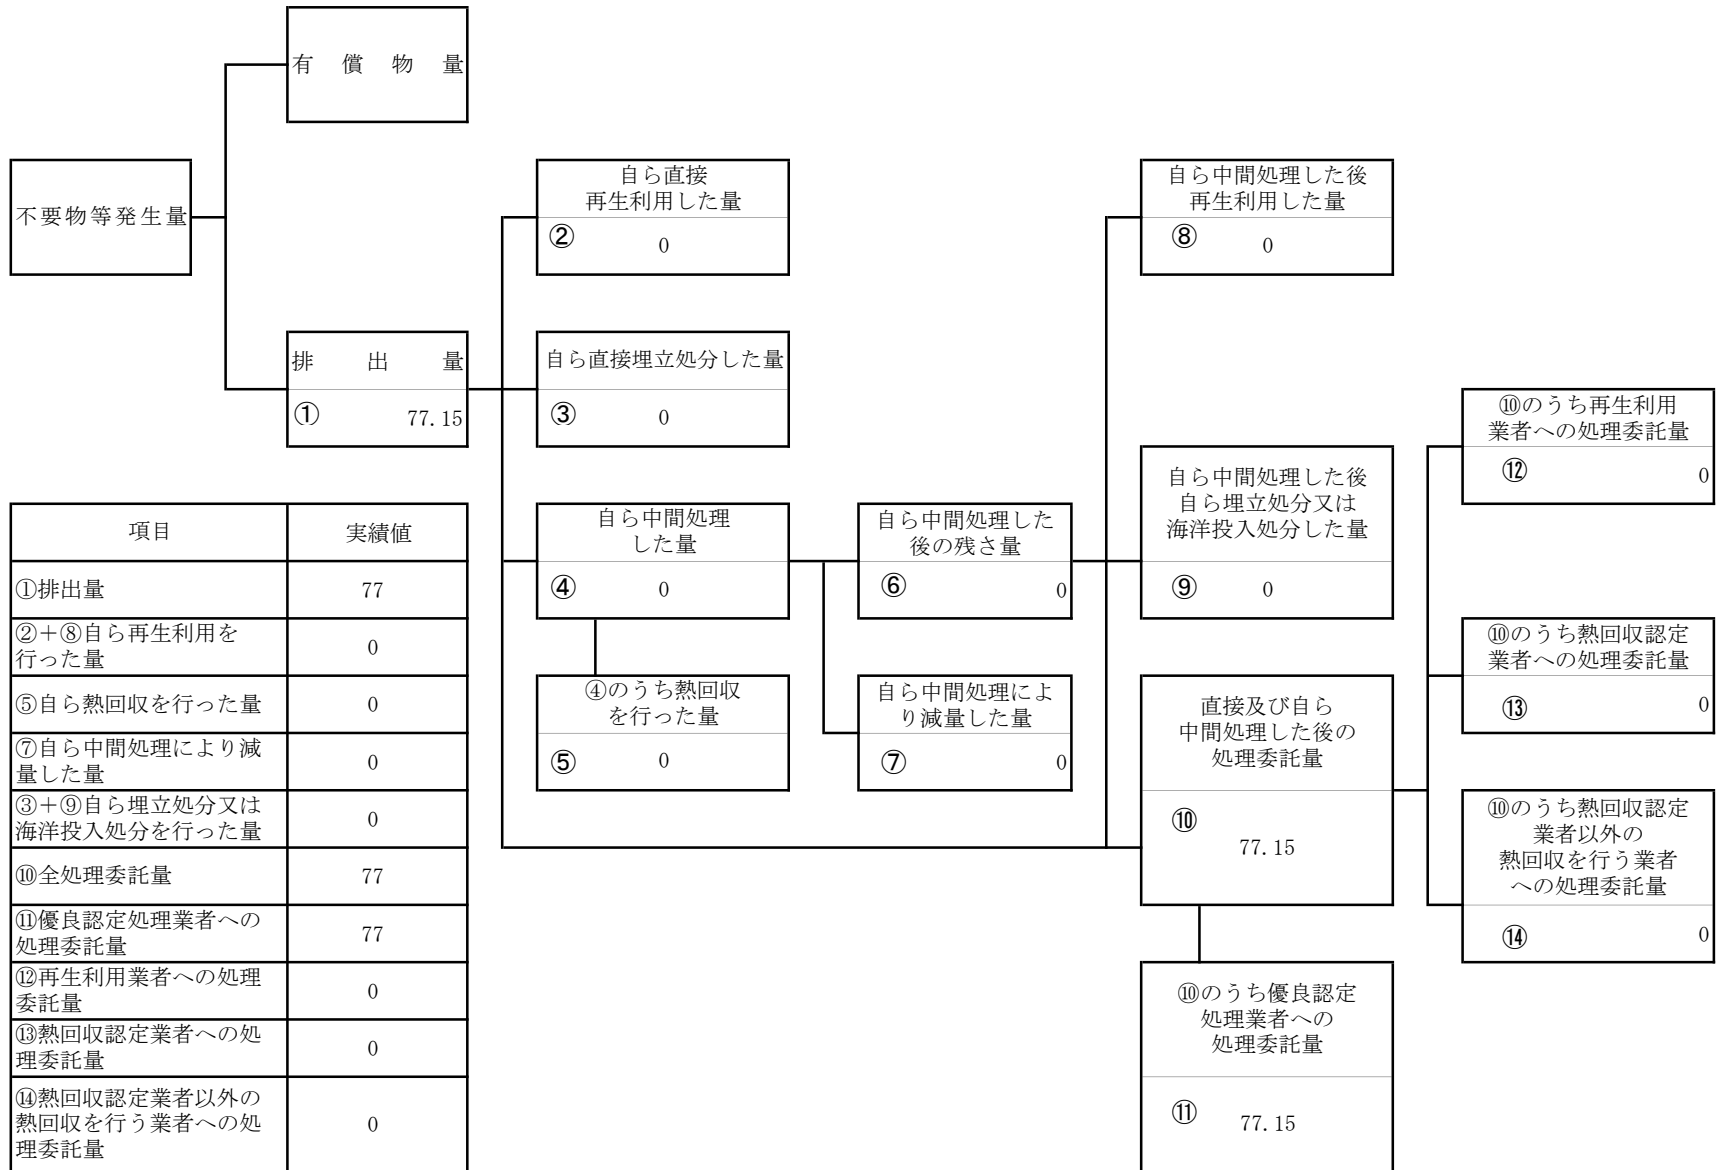 有償物量
不要物等発生量
自ら直接
再生利用した量
② 0
自ら中間処理した後
再生利用した量
⑧ 0
排出量
① 77.15
自ら直接埋立処分した量
③ 0
⑩のうち再生利用
業者への処理委託量
⑫ 0
自ら中間処理
した量
④ 0
自ら中間処理した
後の残さ量
⑥ 0
自ら中間処理した後
自ら埋立処分又は
海洋投入処分した量
⑨ 0
④のうち熱回収
を行った量
⑤ 0
自ら中間処理によ
り減量した量
⑦ 0
直接及び自ら
中間処理した後の
処理委託量
⑩
77.15
⑩のうち熱回収認定
業者への処理委託量
⑬ 0
⑩のうち熱回収認定
業者以外の
熱回収を行う業者
への処理委託量
⑭ 0
⑩のうち優良認定
処理業者への
処理委託量
⑪
77.15
項目 実績値
①排出量 77
②+⑧自ら再生利用を
行った量 0
⑤自ら熱回収を行った量 0
⑦自ら中間処理により減
量した量 0
③+⑨自ら埋立処分又は
海洋投入処分を行った量 0
⑩全処理委託量 77
⑪優良認定処理業者への
処理委託量 77
⑫再生利用業者への処理
委託量 0
⑬熱回収認定業者への処
理委託量 0
⑭熱回収認定業者以外の
熱回収を行う業者への処
理委託量 0